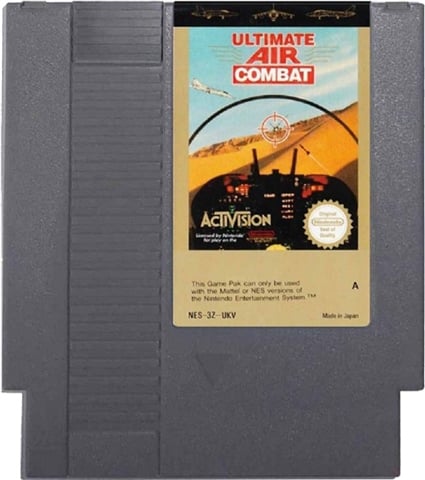 ULTIMATE
AIR
COMBAT
ACTIVISION
Licensed by Nintendo
for play on the
Original
Nintendo
Seal of
Quality
This Game Pak can only be used
with the Mattel or NES versions of
the Nintendo Entertainment System.™
A
NES-3Z-UKV
Made in Japan